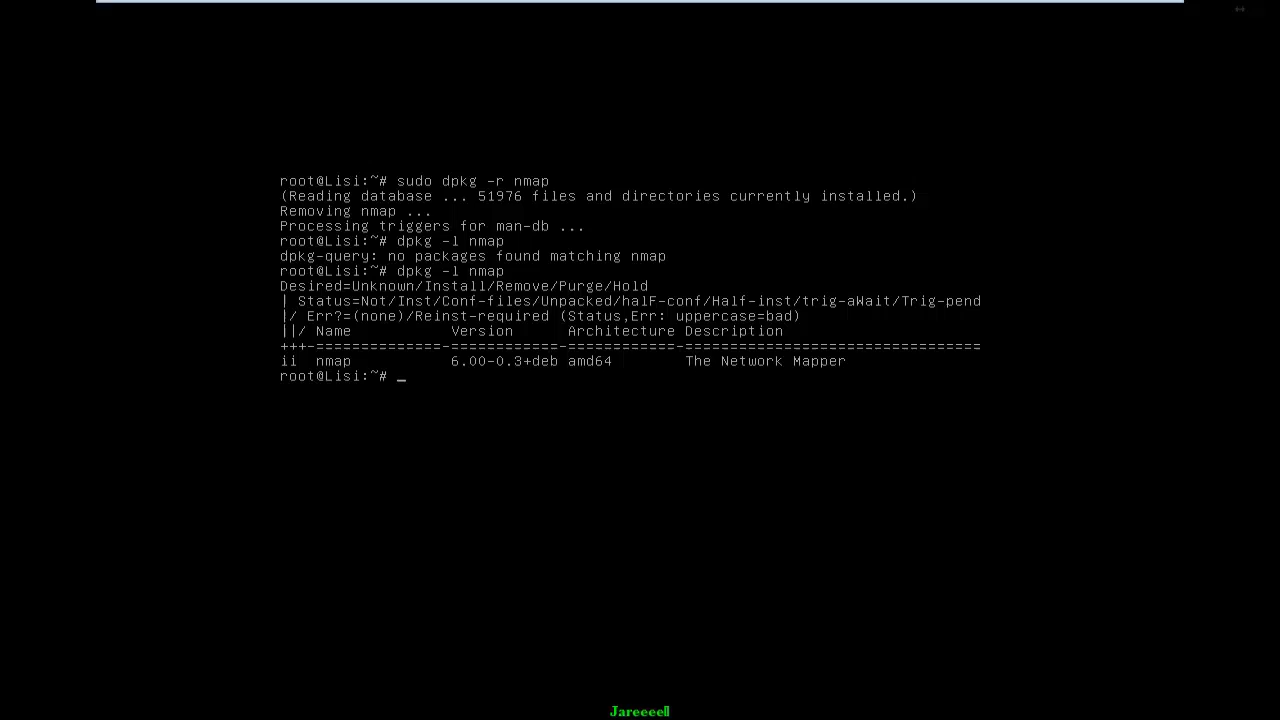 root@Lisi:~# sudo dpkg -r nmap
(Reading database ... 51976 files and directories currently installed.)
Removing nmap ...
Processing triggers for man-db ...
root@Lisi:~# dpkg -l nmap
dpkg-query: no packages found matching nmap
root@Lisi:~# dpkg -l nmap
Desired=Unknown/Install/Remove/Purge/Hold
| Status=Not/Inst/Conf-files/Unpacked/halF-conf/Half-inst/trig-aWait/Trig-pend
|/ Err?=(none)/Reinst-required (Status,Err: uppercase=bad)
||/ Name           Version      Architecture Description
+++-==============-============-============-=================================
ii  nmap           6.00-0.3+deb amd64        The Network Mapper
root@Lisi:~# _
Jareeeell